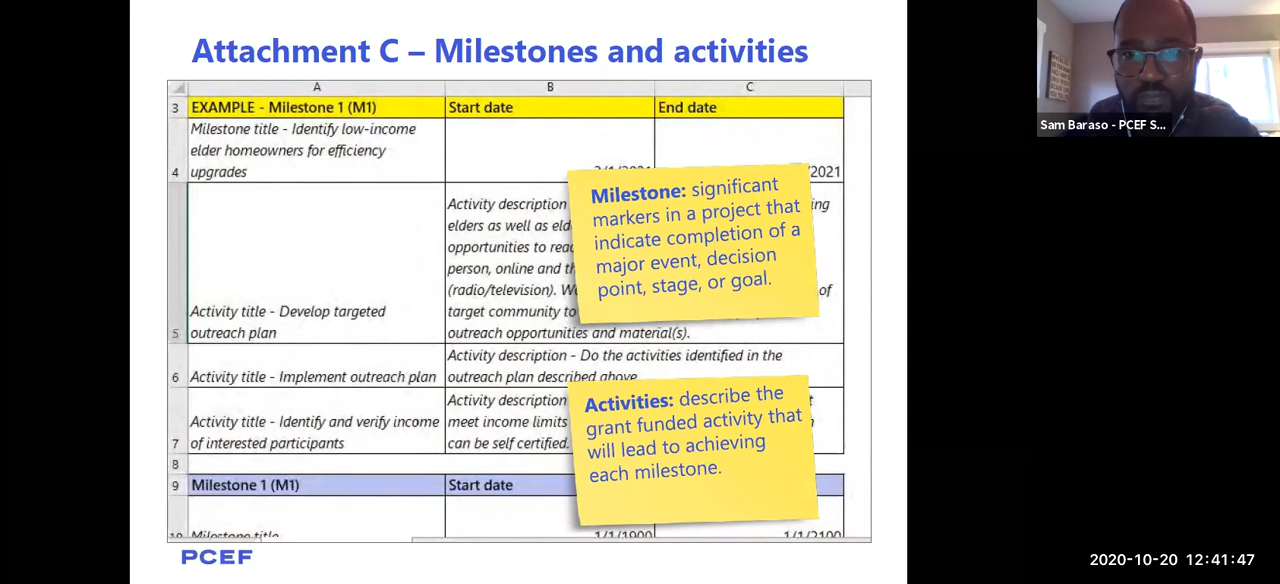 Attachment C – Milestones and activities
A B C
3 EXAMPLE - Milestone 1 (M1) Start date End date
Milestone title - Identify low-income
elder homeowners for efficiency
4 upgrades /2021
Activity description ing
elders as well as eld
opportunities to reac
person, online and th
(radio/television). We of
Activity title - Develop targeted target community to
5 outreach plan outreach opportunities and material(s).
Activity description - Do the activities identified in the
6 Activity title - Implement outreach plan outreach plan described above
Activity description t
Activity title - Identify and verify income meet income limits
7 of interested participants can be self certified.
8
9 Milestone 1 (M1) Start date
10 Milestone title 1/1/1900 1/1/2100
Milestone: significant
markers in a project that
indicate completion of a
major event, decision
point, stage, or goal.
Activities: describe the
grant funded activity that
will lead to achieving
each milestone.
PCEF
Sam Baraso - PCEF S...
2020-10-20 12:41:47